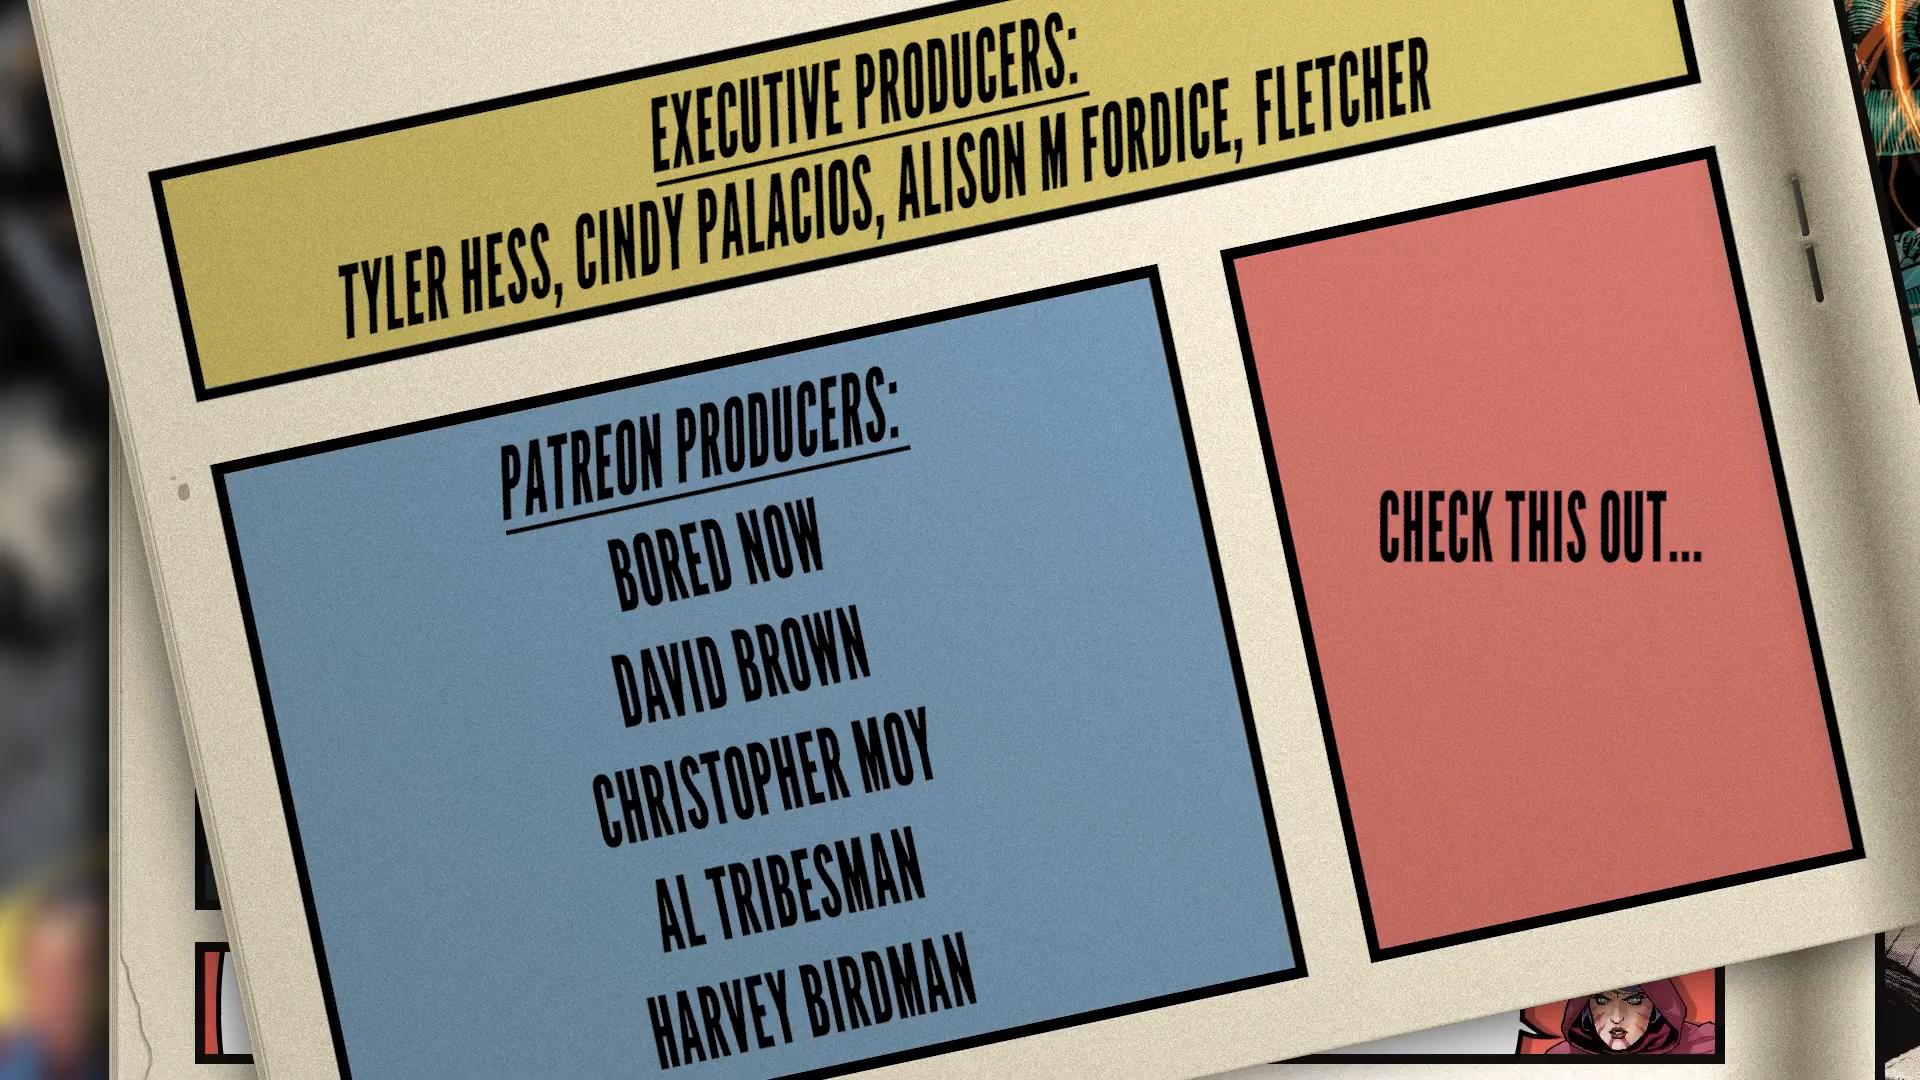 EXECUTIVE PRODUCERS:
TYLER HESS, CINDY PALACIOS, ALISON M FORDICE, FLETCHER
PATREON PRODUCERS:
BORED NOW
DAVID BROWN
CHRISTOPHER MOY
AL TRIBESMAN
HARVEY BIRDMAN
CHECK THIS OUT...